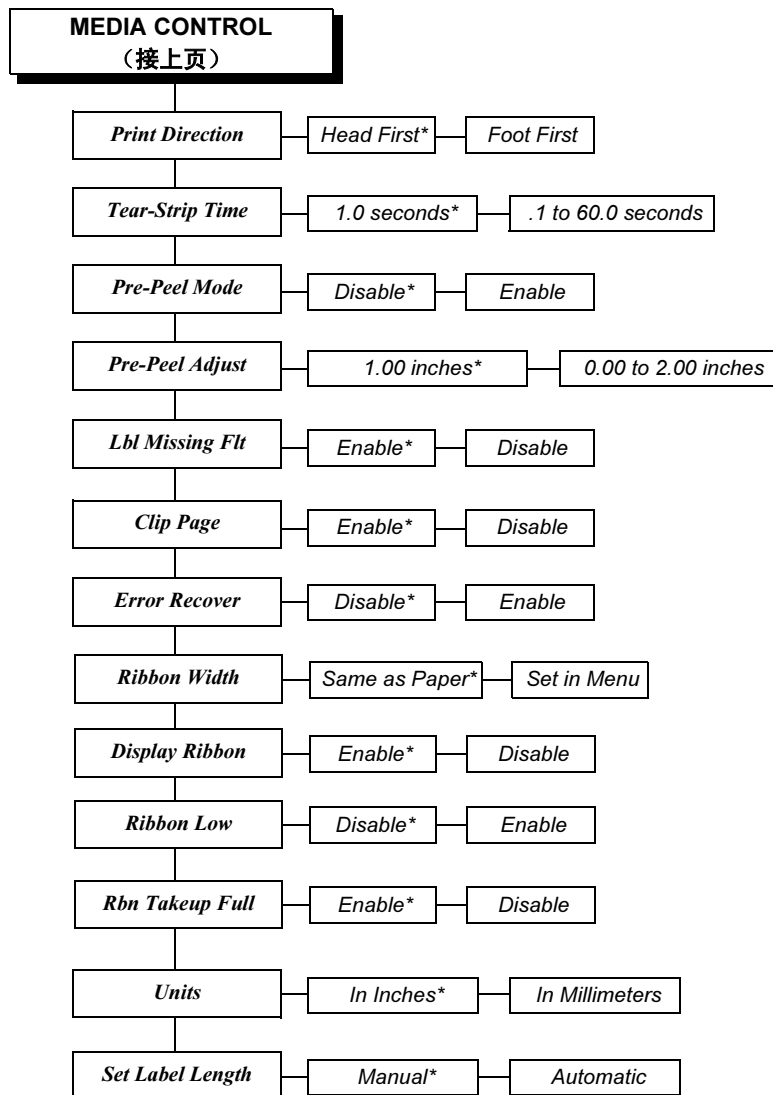 MEDIA CONTROL
（接上页）
Print Direction Head First* Foot First
Tear-Strip Time 1.0 seconds* .1 to 60.0 seconds
Pre-Peel Mode Disable* Enable
Pre-Peel Adjust 1.00 inches* 0.00 to 2.00 inches
Lbl Missing Flt Enable* Disable
Clip Page Enable* Disable
Error Recover Disable* Enable
Ribbon Width Same as Paper* Set in Menu
Display Ribbon Enable* Disable
Ribbon Low Disable* Enable
Rbn Takeup Full Enable* Disable
Units In Inches* In Millimeters
Set Label Length Manual* Automatic